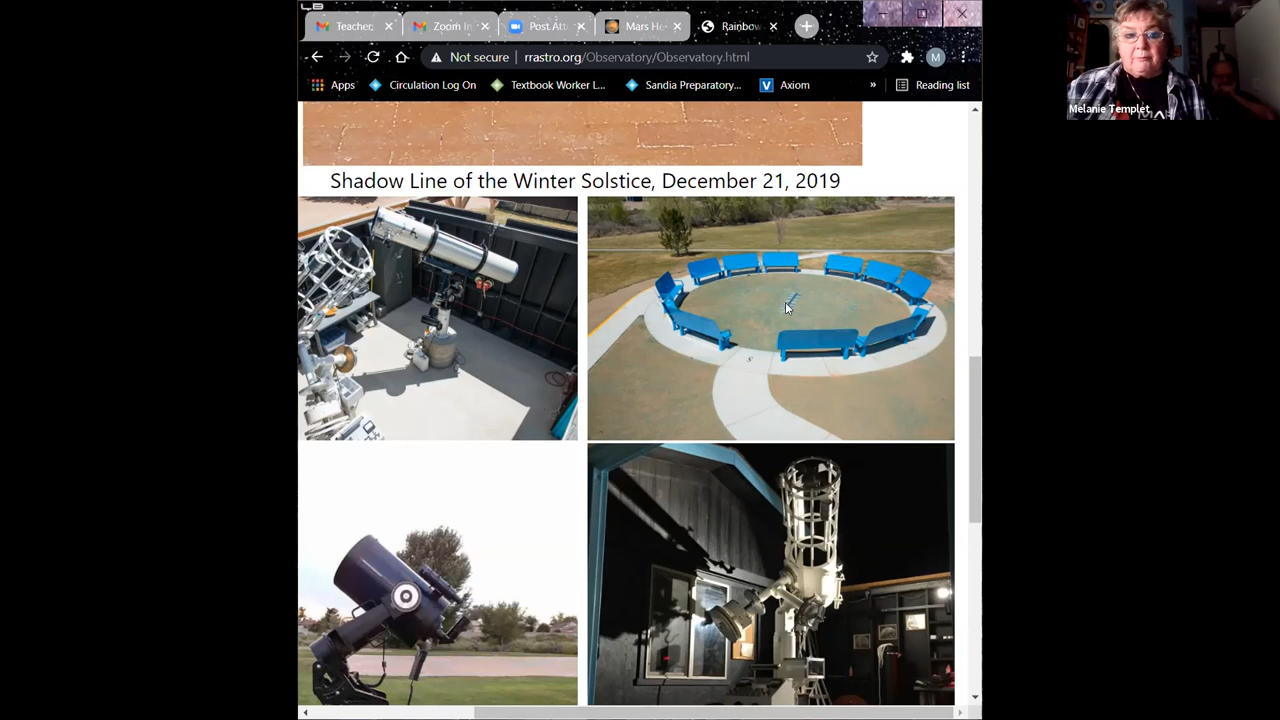 Teacher,
Zoom In
Post Att
Mars He
Rainbow
Not secure
rrastro.org/Observatory/Observatory.html
M
Apps
Circulation Log On
Textbook Worker L...
Sandia Preparatory...
V
Axiom
»
Reading list
Melanie Templet
Shadow Line of the Winter Solstice, December 21, 2019
S